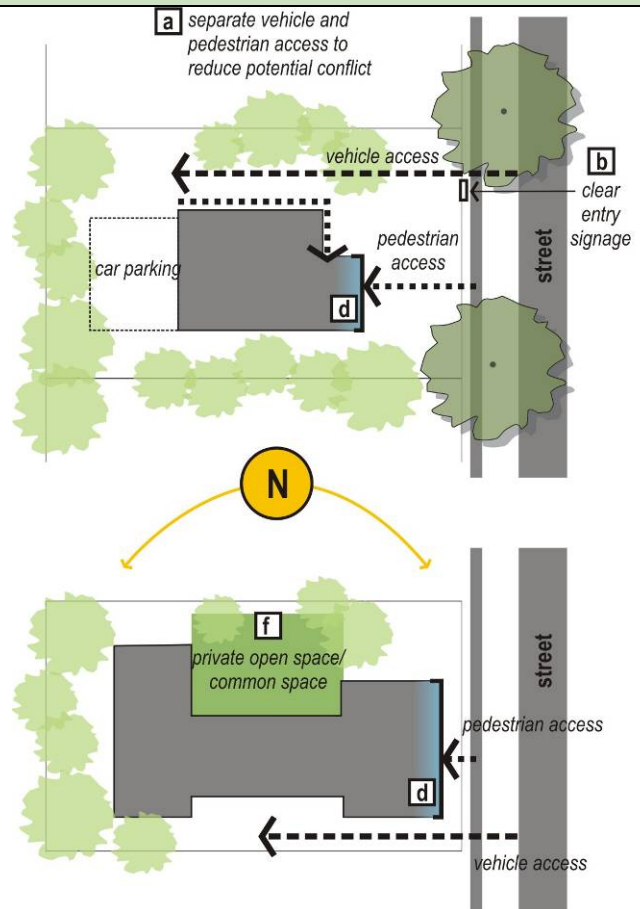 a separate vehicle and
pedestrian access to
reduce potential conflict
vehicle access
b
clear
entry
signage
pedestrian
access
car parking
d
street
N
f
private open space/
common space
street
pedestrian access
d
vehicle access